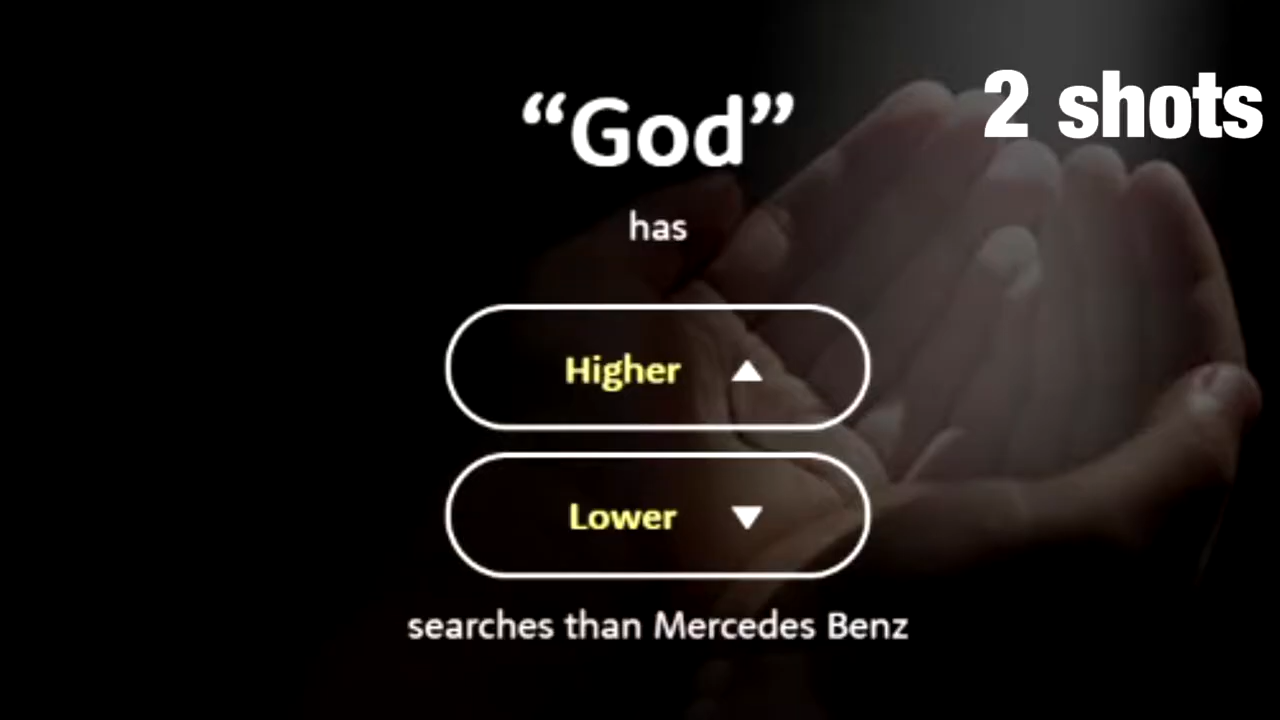 2 shots
“God”
has
Higher ▲
Lower ▼
searches than Mercedes Benz